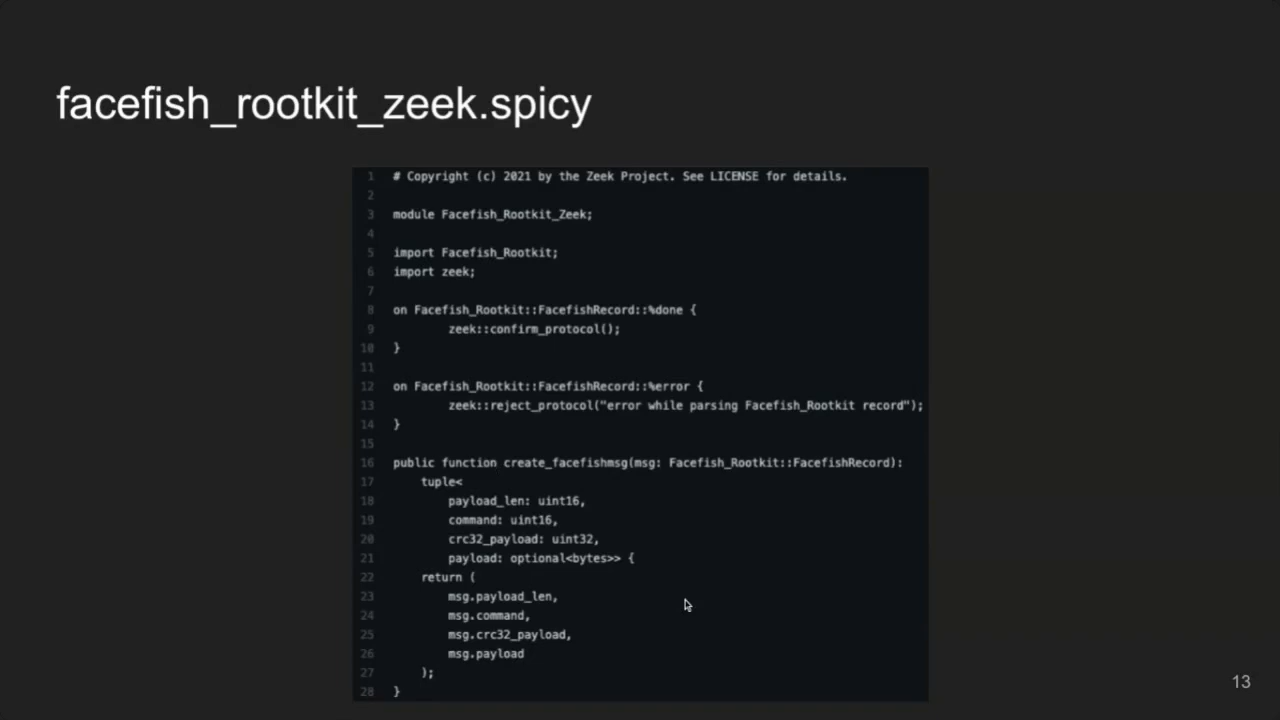 facefish_rootkit_zeek.spicy
1 # Copyright (c) 2021 by the Zeek Project. See LICENSE for details.
2
3 module Facefish_Rootkit_Zeek;
4
5 import Facefish_Rootkit;
6 import zeek;
7
8 on Facefish_Rootkit::FacefishRecord::%done {
9 zeek::confirm_protocol();
10 }
11
12 on Facefish_Rootkit::FacefishRecord::%error {
13 zeek::reject_protocol("error while parsing Facefish_Rootkit record");
14 }
15
16 public function create_facefishmsg(msg: Facefish_Rootkit::FacefishRecord):
17 tuple<
18 payload_len: uint16,
19 command: uint16,
20 crc32_payload: uint32,
21 payload: optional<bytes>> {
22 return (
23 msg.payload_len,
24 msg.command,
25 msg.crc32_payload,
26 msg.payload
27 );
28 }
13